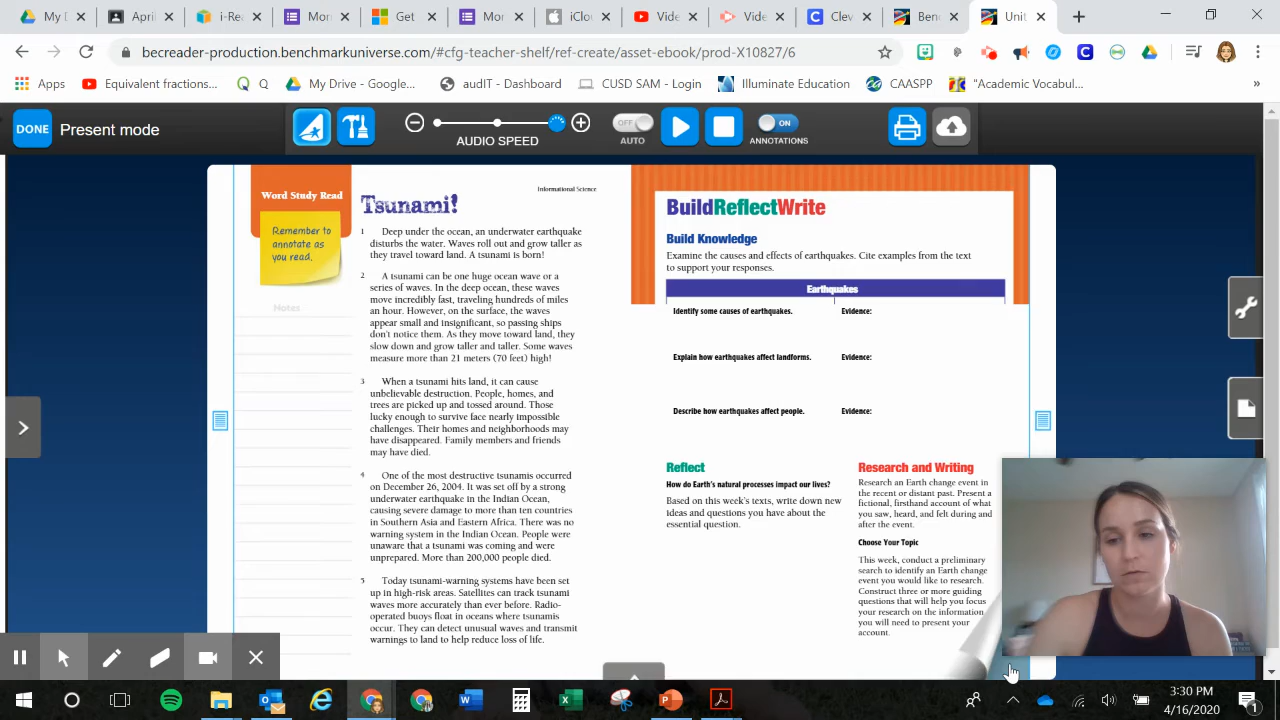 Cle
Uni
becreader-production.benchmarkuniverse.com/#cfg-teacher-shelf/ref-create/asset-ebook/prod-X10827/6
Apps
Equivalent fractions...
Q
My Drive - Google...
audIT - Dashboard
CUSD SAM - Login
Illuminate Education
CAASPP
"Academic Vocabul...
»
DONE
Present mode
AUDIO SPEED
OFF
AUTO
ON
ANNOTATIONS
Word Study Read
Remember to
annotate as
you read.
Notes
Informational Science
Tsunami!
1 Deep under the ocean, an underwater earthquake
disturbs the water. Waves roll out and grow taller as
they travel toward land. A tsunami is born!
2 A tsunami can be one huge ocean wave or a
series of waves. In the deep ocean, these waves
move incredibly fast, traveling hundreds of miles
an hour. However, on the surface, the waves
appear small and insignificant, so passing ships
don't notice them. As they move toward land, they
slow down and grow taller and taller. Some waves
measure more than 21 meters (70 feet) high!
3 When a tsunami hits land, it can cause
unbelievable destruction. People, homes, and
trees are picked up and tossed around. Those
lucky enough to survive face nearly impossible
challenges. Their homes and neighborhoods may
have disappeared. Family members and friends
may have died.
4 One of the most destructive tsunamis occurred
on December 26, 2004. It was set off by a strong
underwater earthquake in the Indian Ocean,
causing severe damage to more than ten countries
in Southern Asia and Eastern Africa. There was no
warning system in the Indian Ocean. People were
unaware that a tsunami was coming and were
unprepared. More than 200,000 people died.
5 Today tsunami-warning systems have been set
up in high-risk areas. Satellites can track tsunami
waves more accurately than ever before. Radio-
operated buoys float in oceans where tsunamis
occur. They can detect unusual waves and transmit
warnings to land to help reduce loss of life.
BuildReflectWrite
Build Knowledge
Examine the causes and effects of earthquakes. Cite examples from the text
to support your responses.
Earthquakes
Identify some causes of earthquakes. Evidence:
Explain how earthquakes affect landforms. Evidence:
Describe how earthquakes affect people. Evidence:
Reflect
How do Earth's natural processes impact our lives?
Based on this week's texts, write down new
ideas and questions you have about the
essential question.
Research and Writing
Research an Earth change event in
the recent or distant past. Present a
fictional, firsthand account of what
you saw, heard, and felt during and
after the event.
Choose Your Topic
This week, conduct a preliminary
search to identify an Earth change
event you would like to research.
Construct three or more guiding
questions that will help you focus
your research on the information
you will need to present your
account.
3:30 PM
4/16/2020